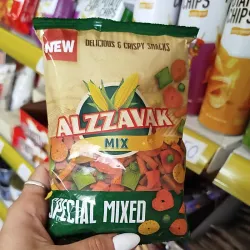 NEW
DELICIOUS & CRISPY SNACKS
ALZZAVAK
MIX
SPECIAL MIXED
CHIPS